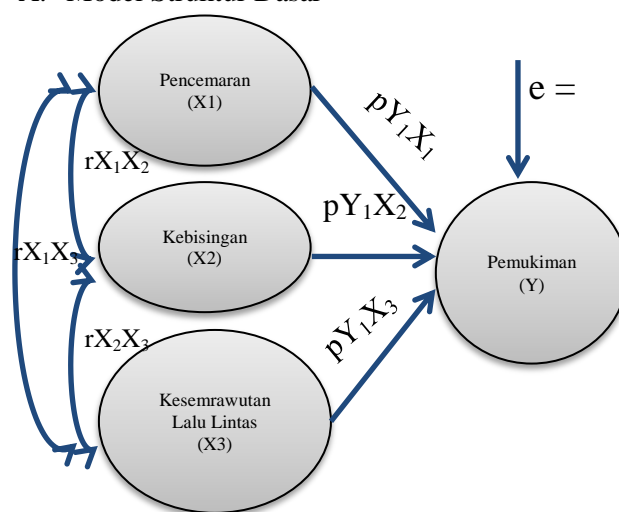 Pencemaran
(X1)
e =
pY₁X₁
rX₁X₂
pY₁X₂
Kebisingan
(X2)
rX₁X₃
Pemukiman
(Y)
pY₁X₃
rX₂X₃
Kesemrawutan
Lalu Lintas
(X3)